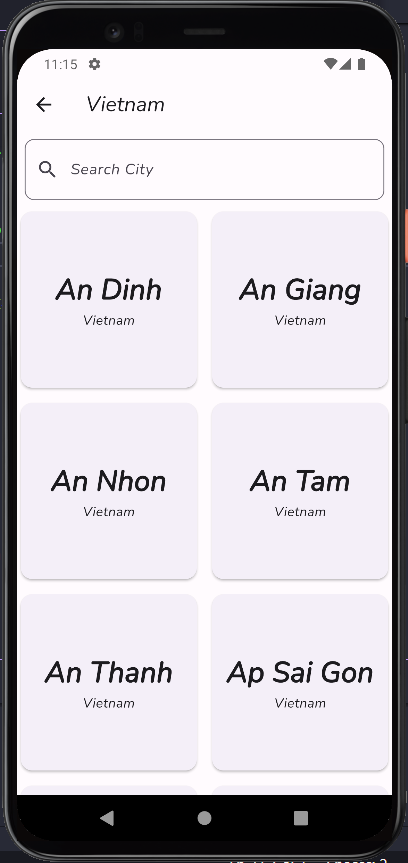 11:15
Vietnam
Search City
An Dinh
Vietnam
An Giang
Vietnam
An Nhon
Vietnam
An Tam
Vietnam
An Thanh
Vietnam
Ap Sai Gon
Vietnam